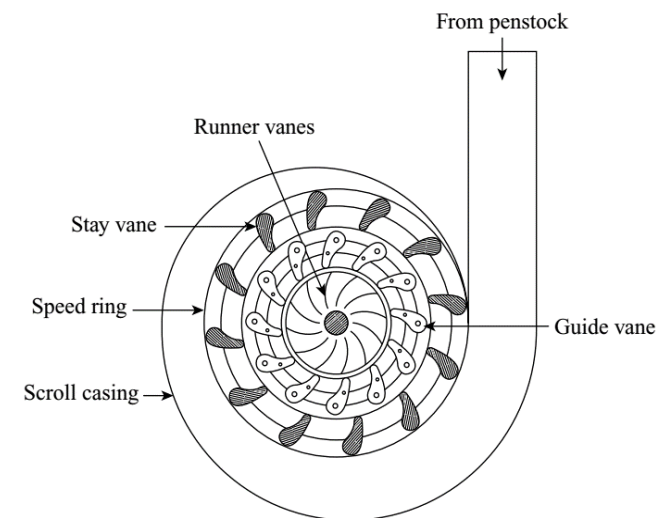 From penstock
Runner vanes
Stay vane
Speed ring
Guide vane
Scroll casing